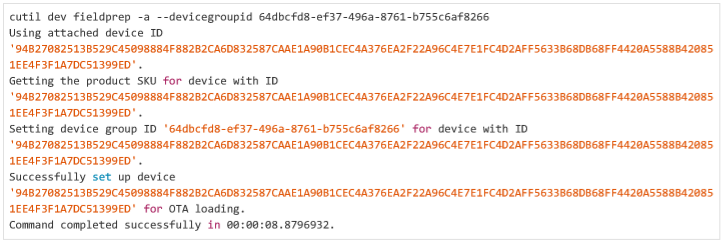 cutil dev fieldprep -a --devicegroupid 64dbcfd8-ef37-496a-8761-b755c6af8266
Using attached device ID
'94B27082513B529C45098884F882B2CA6D832587CAAE1A90B1CEC4A376EA2F22A96C4E7E1FC4D2AFF5633B68DB68FF4420A5588B420851EE4F3F1A7DC51399ED'.
Getting the product SKU for device with ID
'94B27082513B529C45098884F882B2CA6D832587CAAE1A90B1CEC4A376EA2F22A96C4E7E1FC4D2AFF5633B68DB68FF4420A5588B42085
1EE4F3F1A7DC51399ED'.
Setting device group ID '64dbcfd8-ef37-496a-8761-b755c6af8266' for device with ID
'94B27082513B529C45098884F882B2CA6D832587CAAE1A90B1CEC4A376EA2F22A96C4E7E1FC4D2AFF5633B68DB68FF4420A5588B42085
1EE4F3F1A7DC51399ED'.
Successfully set up device
'94B27082513B529C45098884F882B2CA6D832587CAAE1A90B1CEC4A376EA2F22A96C4E7E1FC4D2AFF5633B68DB68FF4420A5588B42085
1EE4F3F1A7DC51399ED' for OTA loading.
Command completed successfully in 00:00:08.8796932.